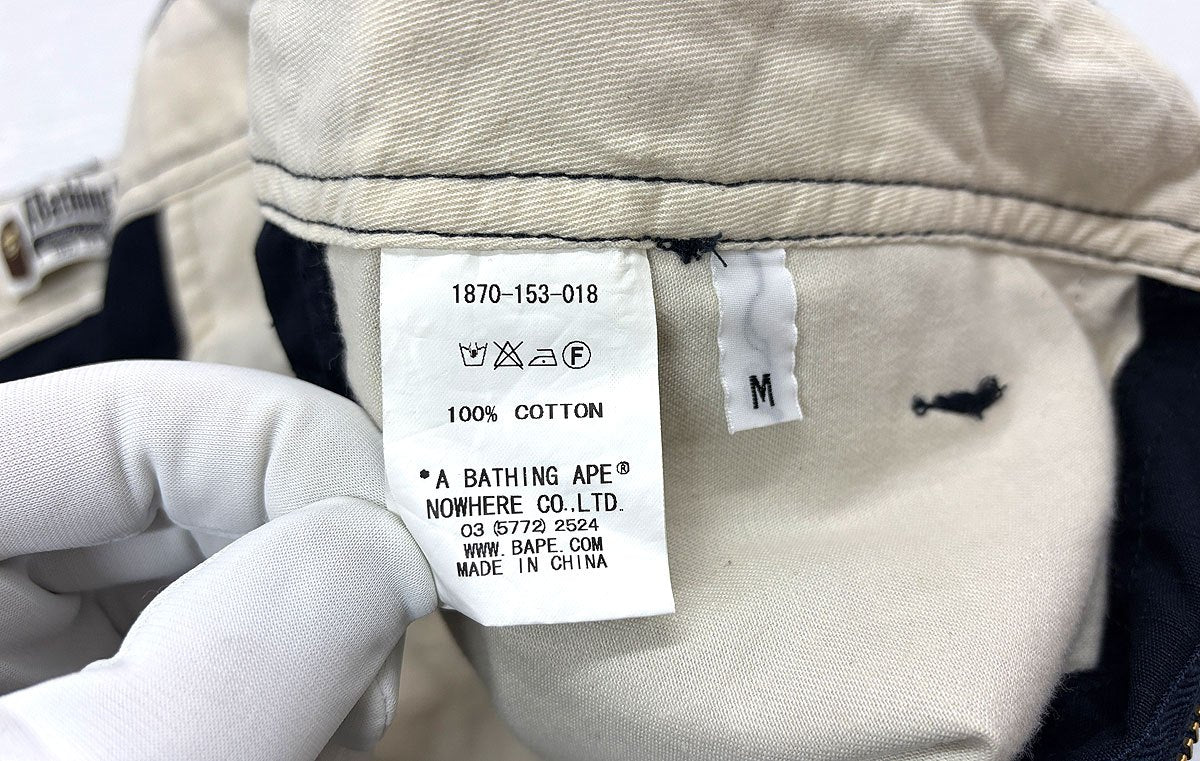 1870-153-018
F
100% COTTON
*A BATHING APE®
NOWHERE CO.,LTD.
03 (5772) 2524
WWW. BAPE. COM
MADE IN CHINA
M